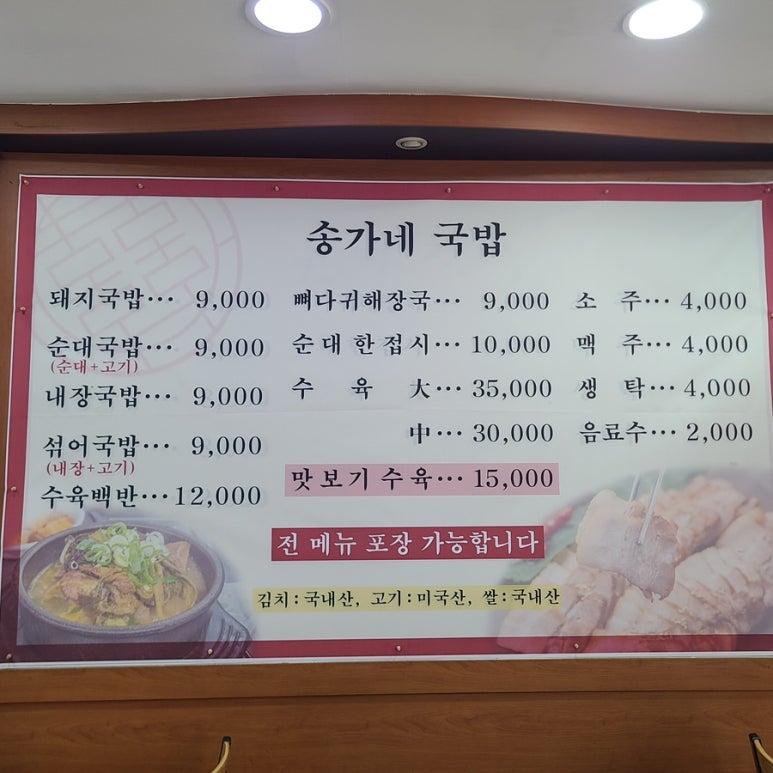 송가네 국밥
돼지국밥··· 9,000
순대국밥··· 9,000
(순대+고기)
내장국밥··· 9,000
섞어국밥··· 9,000
(내장+고기)
수육백반···12,000
뼈다귀해장국··· 9,000
순대한접시··· 10,000
수 육 大··· 35,000
中··· 30,000
맛보기수육··· 15,000
소 주··· 4,000
맥 주··· 4,000
생 탁··· 4,000
음료수··· 2,000
전 메뉴 포장 가능합니다
김치:국내산, 고기:미국산, 쌀:국내산